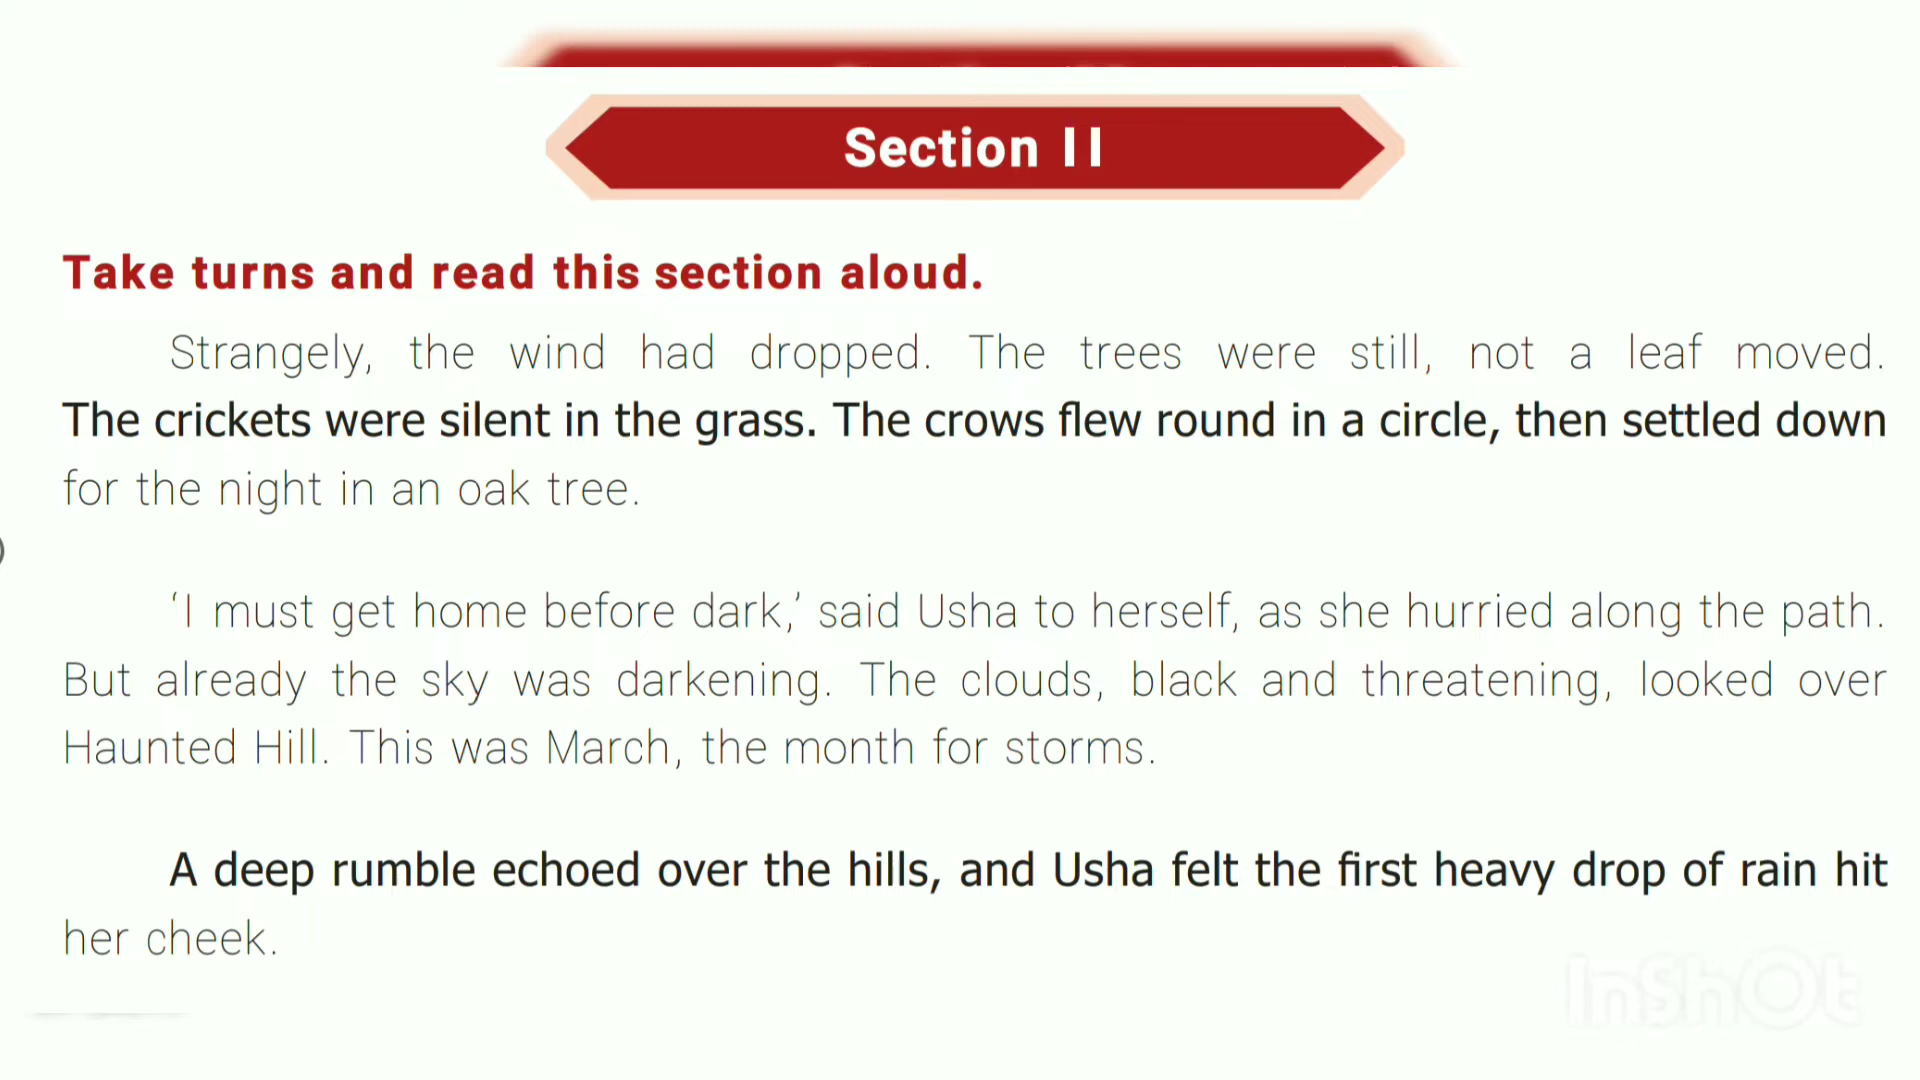 Section II
Take turns and read this section aloud.
Strangely, the wind had dropped. The trees were still, not a leaf moved.
The crickets were silent in the grass. The crows flew round in a circle, then settled down
for the night in an oak tree.
‘I must get home before dark,’ said Usha to herself, as she hurried along the path.
But already the sky was darkening. The clouds, black and threatening, looked over
Haunted Hill. This was March, the month for storms.
A deep rumble echoed over the hills, and Usha felt the first heavy drop of rain hit
her cheek.
InShOt